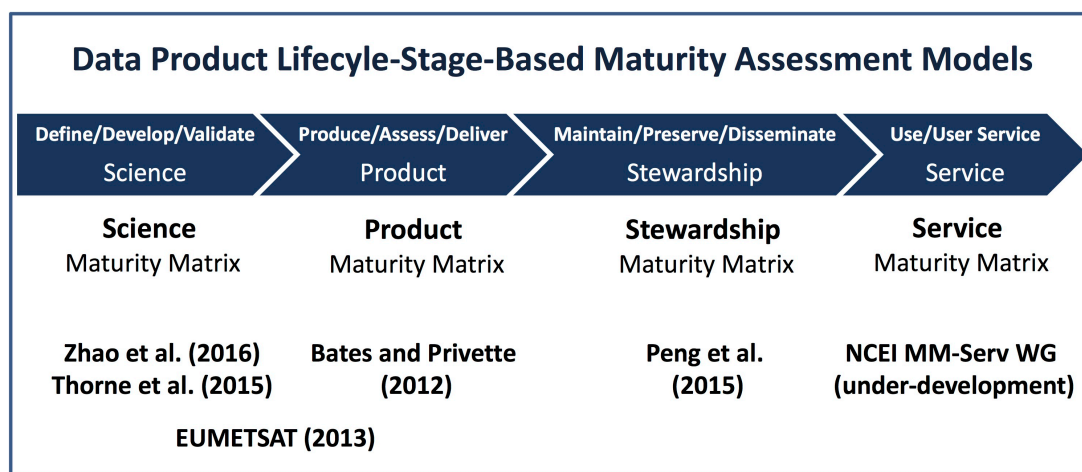 Data Product Lifecyle-Stage-Based Maturity Assessment Models
Define/Develop/Validate
Science
Produce/Assess/Deliver
Product
Maintain/Preserve/Disseminate
Stewardship
Use/User Service
Service
Science
Maturity Matrix
Product
Maturity Matrix
Stewardship
Maturity Matrix
Service
Maturity Matrix
Zhao et al. (2016)
Thorne et al. (2015)
Bates and Privette
(2012)
Peng et al.
(2015)
NCEI MM-Serv WG
(under-development)
EUMETSAT (2013)